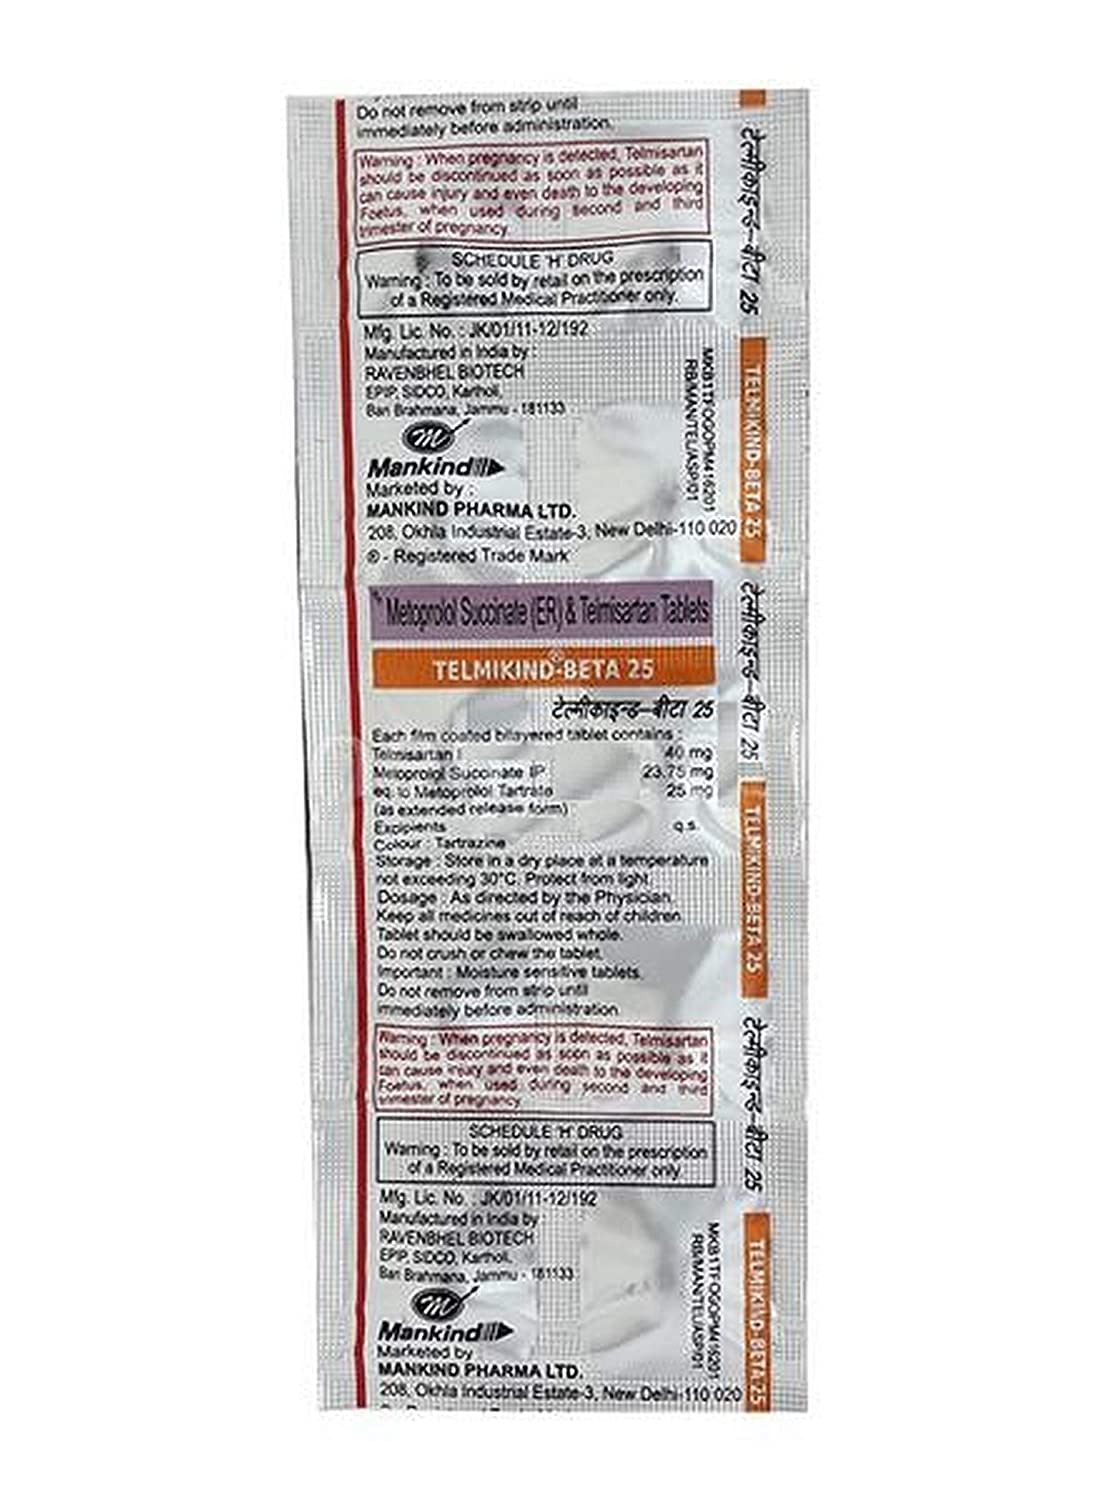 Do not remove from strip until
immediately before administration.
Warning : When pregnancy is detected, Telmisartan
should be discontinued as soon as possible as it
can cause injury and even death to the developing
Foetus, when used during second and third
trimester of pregnancy.
SCHEDULE 'H' DRUG
Warning : To be sold by retail on the prescription
of a Registered Medical Practitioner only.
Mfg. Lic. No. : JK/01/11-12/192
Manufactured in India by :
RAVENBHEL BIOTECH
EPIP, SIDCO, Kartholi,
Bari Brahmana, Jammu - 181133
MKB1TFOGOPM416201
RB/MANTEL/ASP/01
M
Mankind
Marketed by :
MANKIND PHARMA LTD.
208, Okhla Industrial Estate-3, New Delhi-110 020
® - Registered Trade Mark
Metoprolol Succinate (ER) & Telmisartan Tablets
TELMIKIND®-BETA 25
टेल्मीकाइन्ड-बीटा 25
Each film coated bilayered tablet contains :
Telmisartan I 40 mg
Metoprolol Succinate IP 23.75 mg
eq. to Metoprolol Tartrate 25 mg
(as extended release form)
Excipients q.s.
Colour : Tartrazine
Storage : Store in a dry place at a temperature
not exceeding 30°C. Protect from light
Dosage : As directed by the Physician.
Keep all medicines out of reach of children
Tablet should be swallowed whole.
Do not crush or chew the tablet.
Important : Moisture sensitive tablets.
Do not remove from strip until
immediately before administration
Warning : When pregnancy is detected, Telmisartan
should be discontinued as soon as possible as it
can cause injury and even death to the developing
Foetus, when used during second and third
trimester of pregnancy.
SCHEDULE 'H' DRUG
Warning : To be sold by retail on the prescription
of a Registered Medical Practitioner only
Mfg. Lic. No. : JK/01/11-12/192
Manufactured in India by :
RAVENBHEL BIOTECH
EPIP, SIDCO, Kartholi,
Bari Brahmana, Jammu - 181133
MKB1TFOGOPM416201
RB/MANTEL/ASP/01
M
Mankind
Marketed by
MANKIND PHARMA LTD.
208, Okhla Industrial Estate-3, New Delhi-110 020
टेल्मीकाइन्ड-बीटा 25
TELMIKIND-BETA 25
टेल्मीकाइन्ड-बीटा 25
TELMIKIND-BETA 25
टेल्मीकाइन्ड-बीटा 25
TELMIKIND-BETA 25